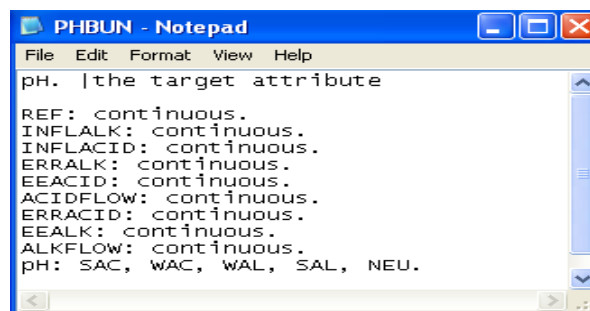 PHBUN - Notepad
File Edit Format View Help
pH. |the target attribute
REF: continuous.
INFLALK: continuous.
INFLACID: continuous.
ERRALK: continuous.
EEACID: continuous.
ACIDFLOW: continuous.
ERRACID: continuous.
EEALK: continuous.
ALKFLOW: continuous.
pH: SAC, WAC, WAL, SAL, NEU.